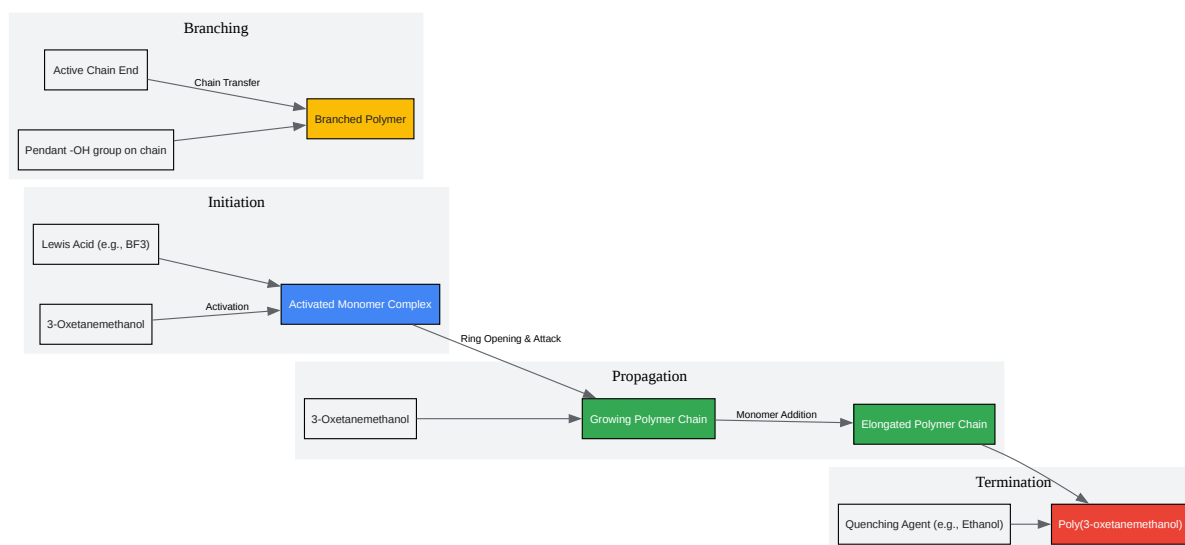 Branching
Active Chain End
Chain Transfer
Branched Polymer
Pendant -OH group on chain
Initiation
Lewis Acid (e.g., BF3)
Activated Monomer Complex
Activation
3-Oxetanemethanol
Ring Opening & Attack
Propagation
3-Oxetanemethanol
Growing Polymer Chain
Monomer Addition
Elongated Polymer Chain
Termination
Quenching Agent (e.g., Ethanol)
Poly(3-oxetanemethanol)